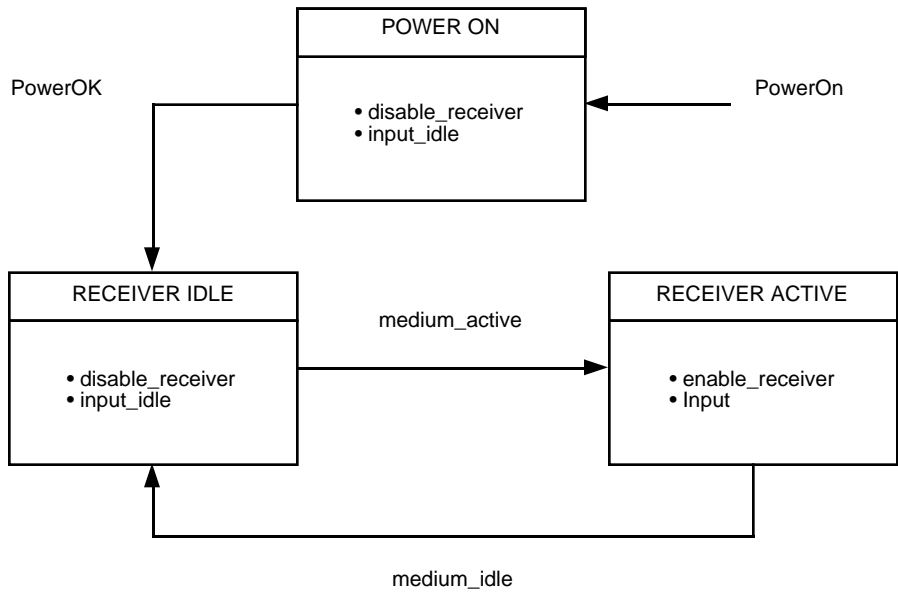 POWER ON
PowerOK
PowerOn
• disable_receiver
• input_idle
RECEIVER IDLE
RECEIVER ACTIVE
medium_active
• disable_receiver
• input_idle
• enable_receiver
• Input
medium_idle